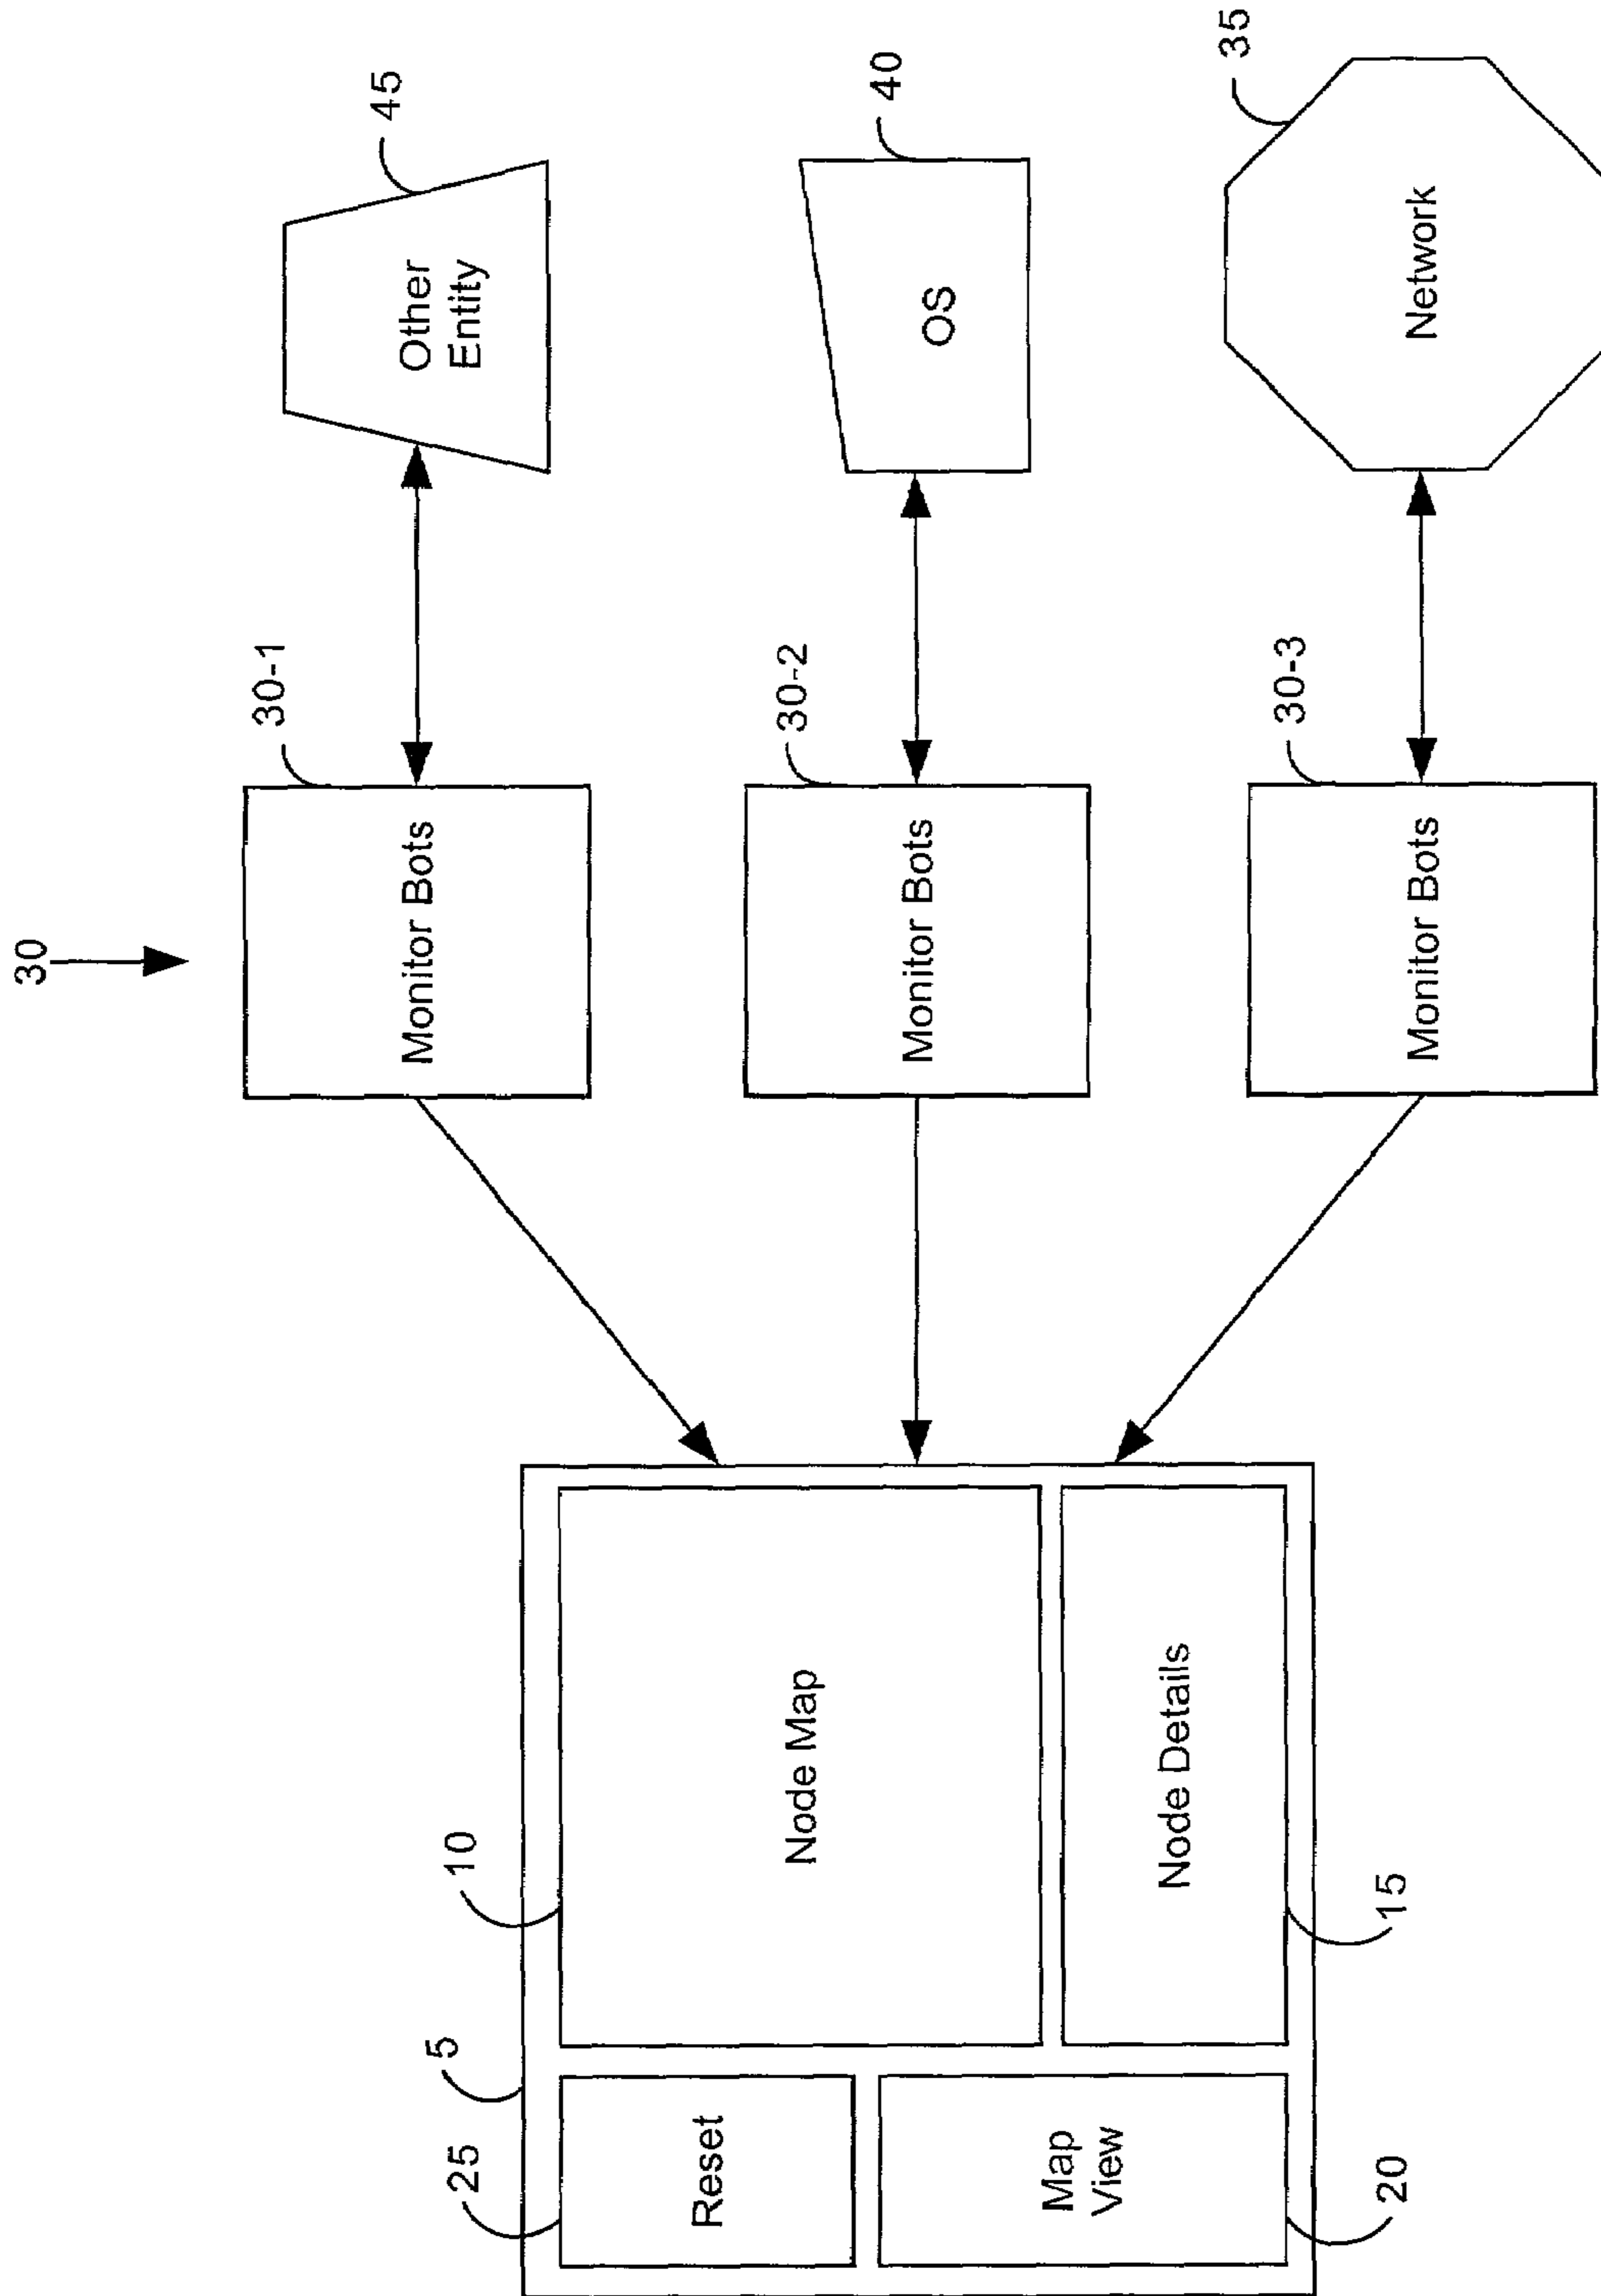 30
30-1
45
Monitor Bots
Other
Entity
25
5
10
Reset
Node Map
30-2
40
Monitor Bots
OS
Map
View
Node Details
20
15
30-3
35
Monitor Bots
Network